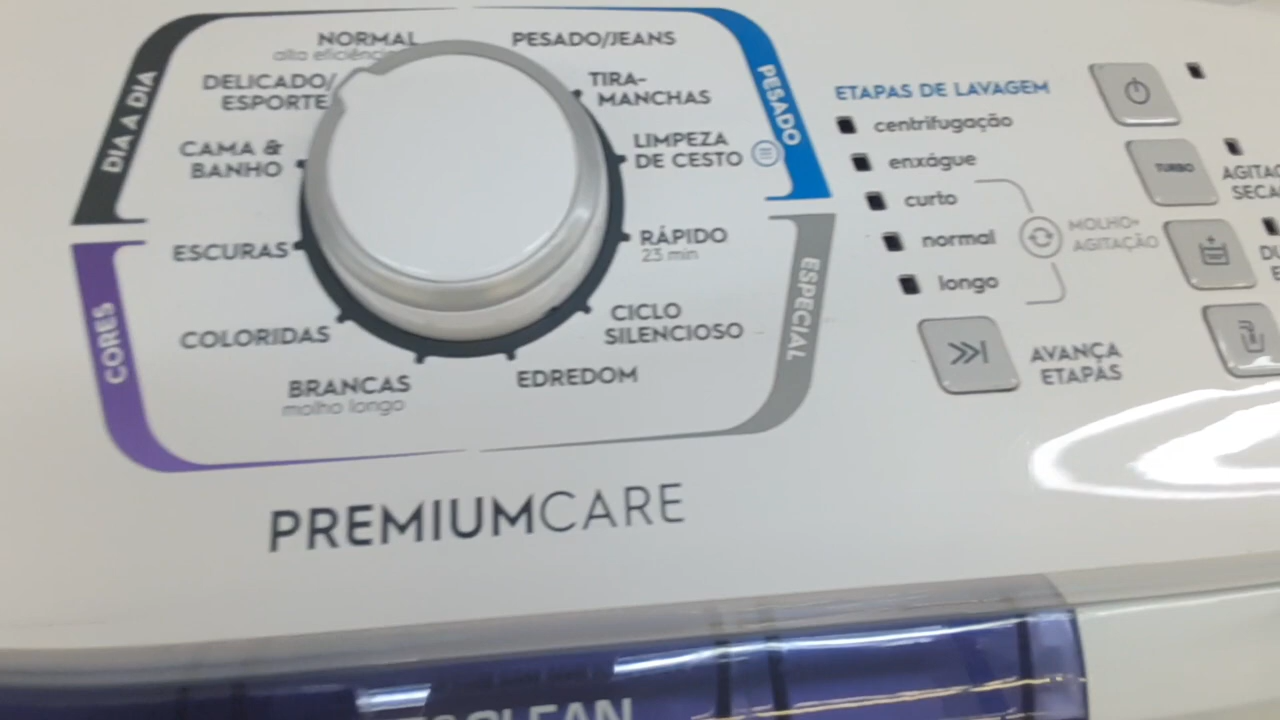 NORMAL
alta eficiência
DELICADO/
ESPORTE
CAMA &
BANHO
DIA A DIA
ESCURAS
COLORIDAS
BRANCAS
molho longo
CORES
PESADO/JEANS
TIRA-
MANCHAS
LIMPEZA
DE CESTO
PESADO
RÁPIDO
23 min
CICLO
SILENCIOSO
EDREDOM
ESPECIAL
PREMIUMCARE
ETAPAS DE LAVAGEM
centrifugação
enxágue
curto
normal
longo
MOLHO-
AGITAÇÃO
AVANÇA
ETAPAS
TURBO
CLEAN